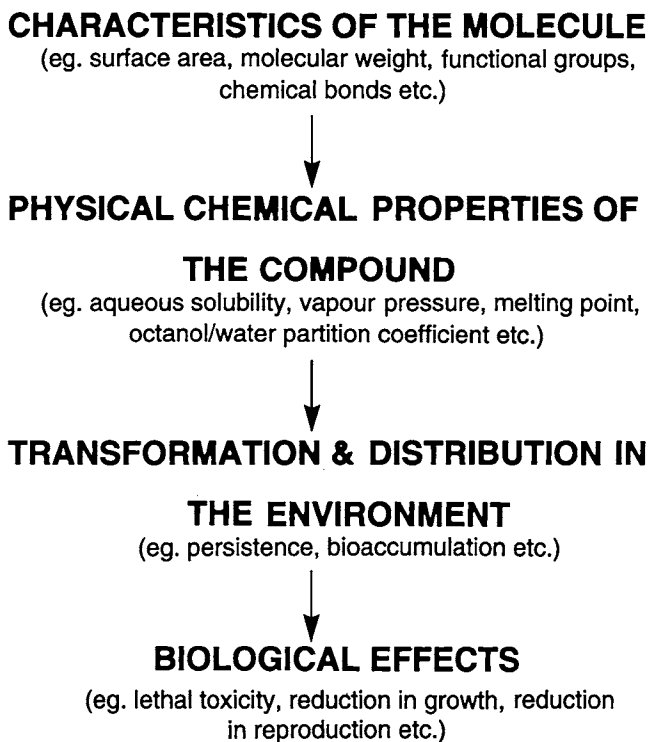 CHARACTERISTICS OF THE MOLECULE
(eg. surface area, molecular weight, functional groups,
chemical bonds etc.)
PHYSICAL CHEMICAL PROPERTIES OF
THE COMPOUND
(eg. aqueous solubility, vapour pressure, melting point,
octanol/water partition coefficient etc.)
TRANSFORMATION & DISTRIBUTION IN
THE ENVIRONMENT
(eg. persistence, bioaccumulation etc.)
BIOLOGICAL EFFECTS
(eg. lethal toxicity, reduction in growth, reduction
in reproduction etc.)